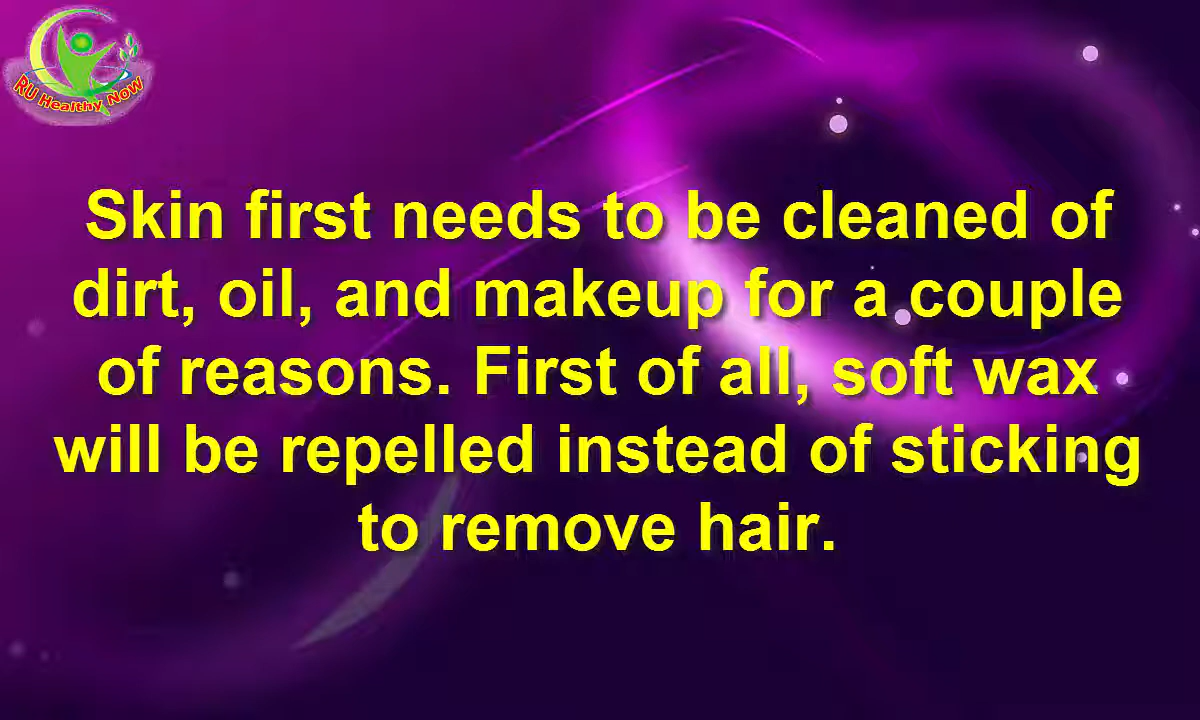 RU Healthy Now
Skin first needs to be cleaned of
dirt, oil, and makeup for a couple
of reasons. First of all, soft wax
will be repelled instead of sticking
to remove hair.